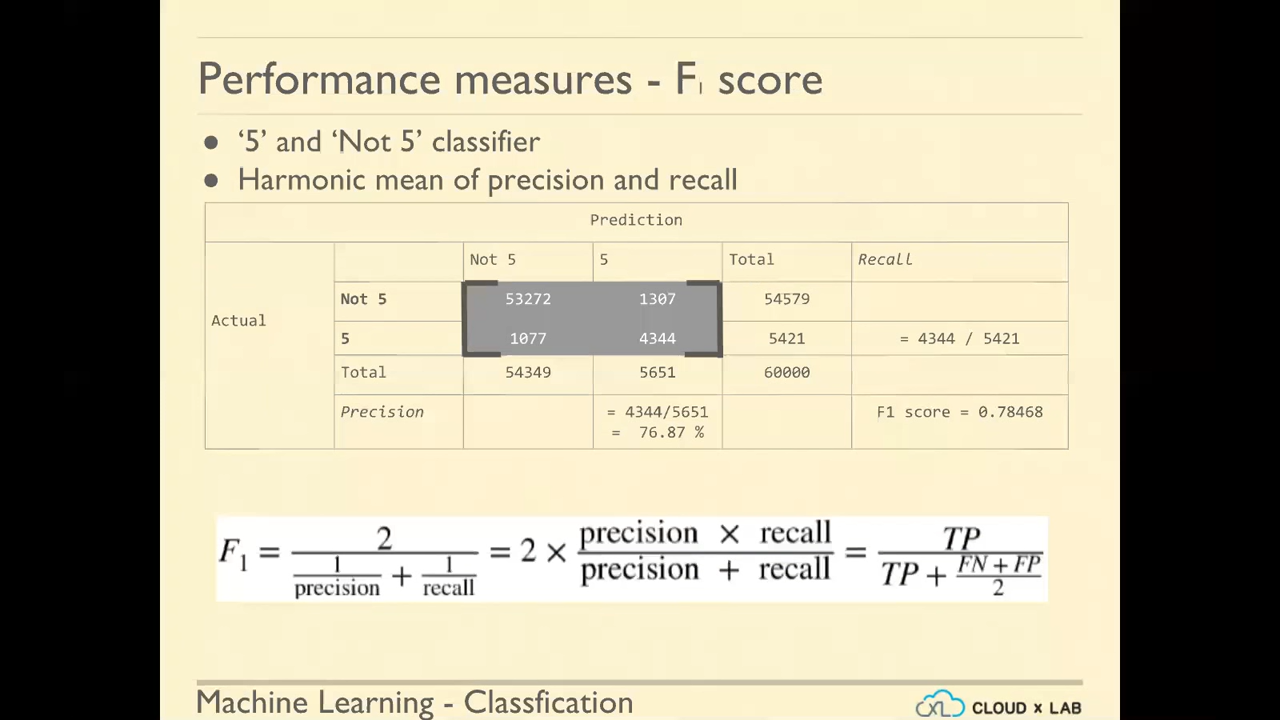 Performance measures - F1 score
● ‘5’ and ‘Not 5’ classifier
● Harmonic mean of precision and recall
Prediction
Not 5 5 Total Recall
Actual
Not 5 53272 1307 54579
5 1077 4344 5421 = 4344 / 5421
Total 54349 5651 60000
Precision = 4344/5651 F1 score = 0.78468
= 76.87 %
F1 = 2 / (1/precision + 1/recall) = 2 × (precision × recall) / (precision + recall) = TP / (TP + (FN + FP)/2)
Machine Learning - Classfication
CLOUD x LAB